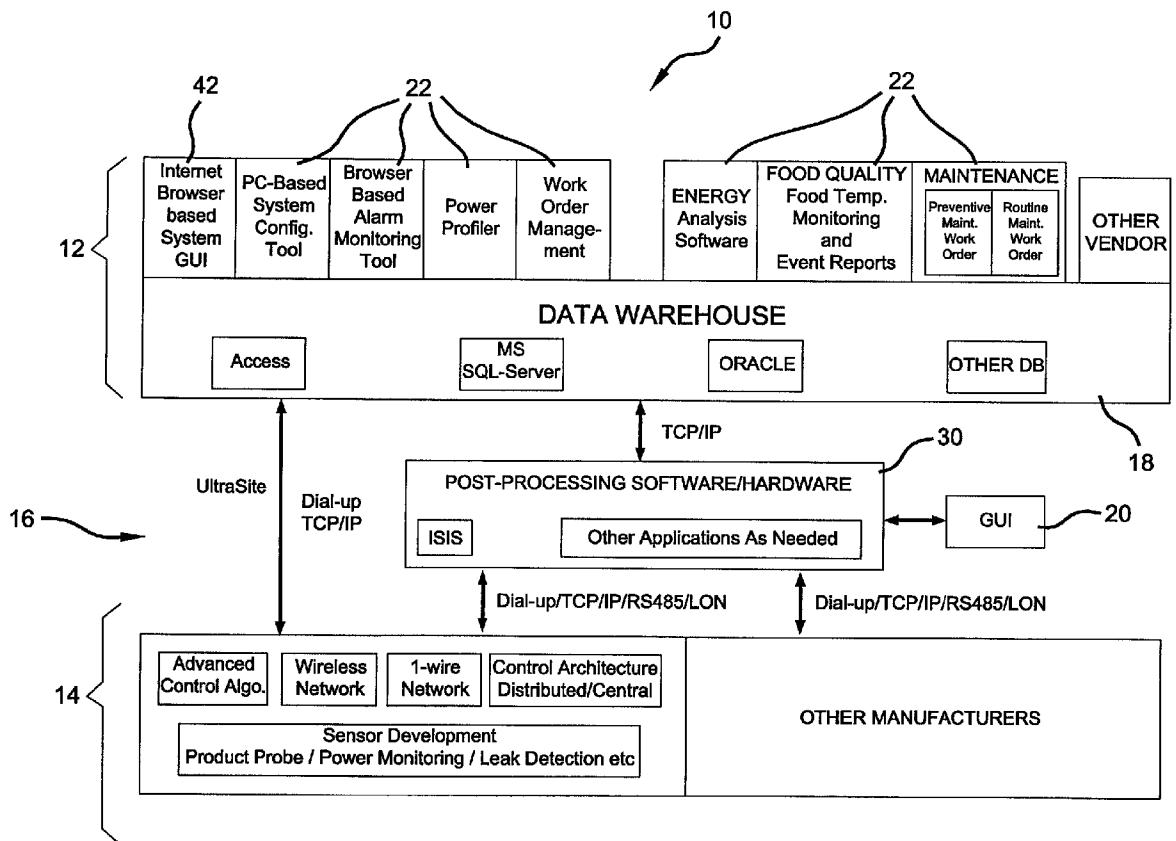 10
42
22
22
12
Internet
Browser
based
System
GUI
PC-Based
System
Config.
Tool
Browser
Based
Alarm
Monitoring
Tool
Power
Profiler
Work
Order
Manage-
ment
ENERGY
Analysis
Software
FOOD QUALITY
Food Temp.
Monitoring
and
Event Reports
MAINTENANCE
Preventive
Maint.
Work
Order
Routine
Maint.
Work
Order
OTHER
VENDOR
DATA WAREHOUSE
Access
MS
SQL-Server
ORACLE
OTHER DB
18
TCP/IP
30
UltraSite
Dial-up
TCP/IP
16
POST-PROCESSING SOFTWARE/HARDWARE
ISIS
Other Applications As Needed
GUI
20
Dial-up/TCP/IP/RS485/LON
Dial-up/TCP/IP/RS485/LON
14
Advanced
Control Algo.
Wireless
Network
1-wire
Network
Control Architecture
Distributed/Central
Sensor Development
Product Probe / Power Monitoring / Leak Detection etc
OTHER MANUFACTURERS